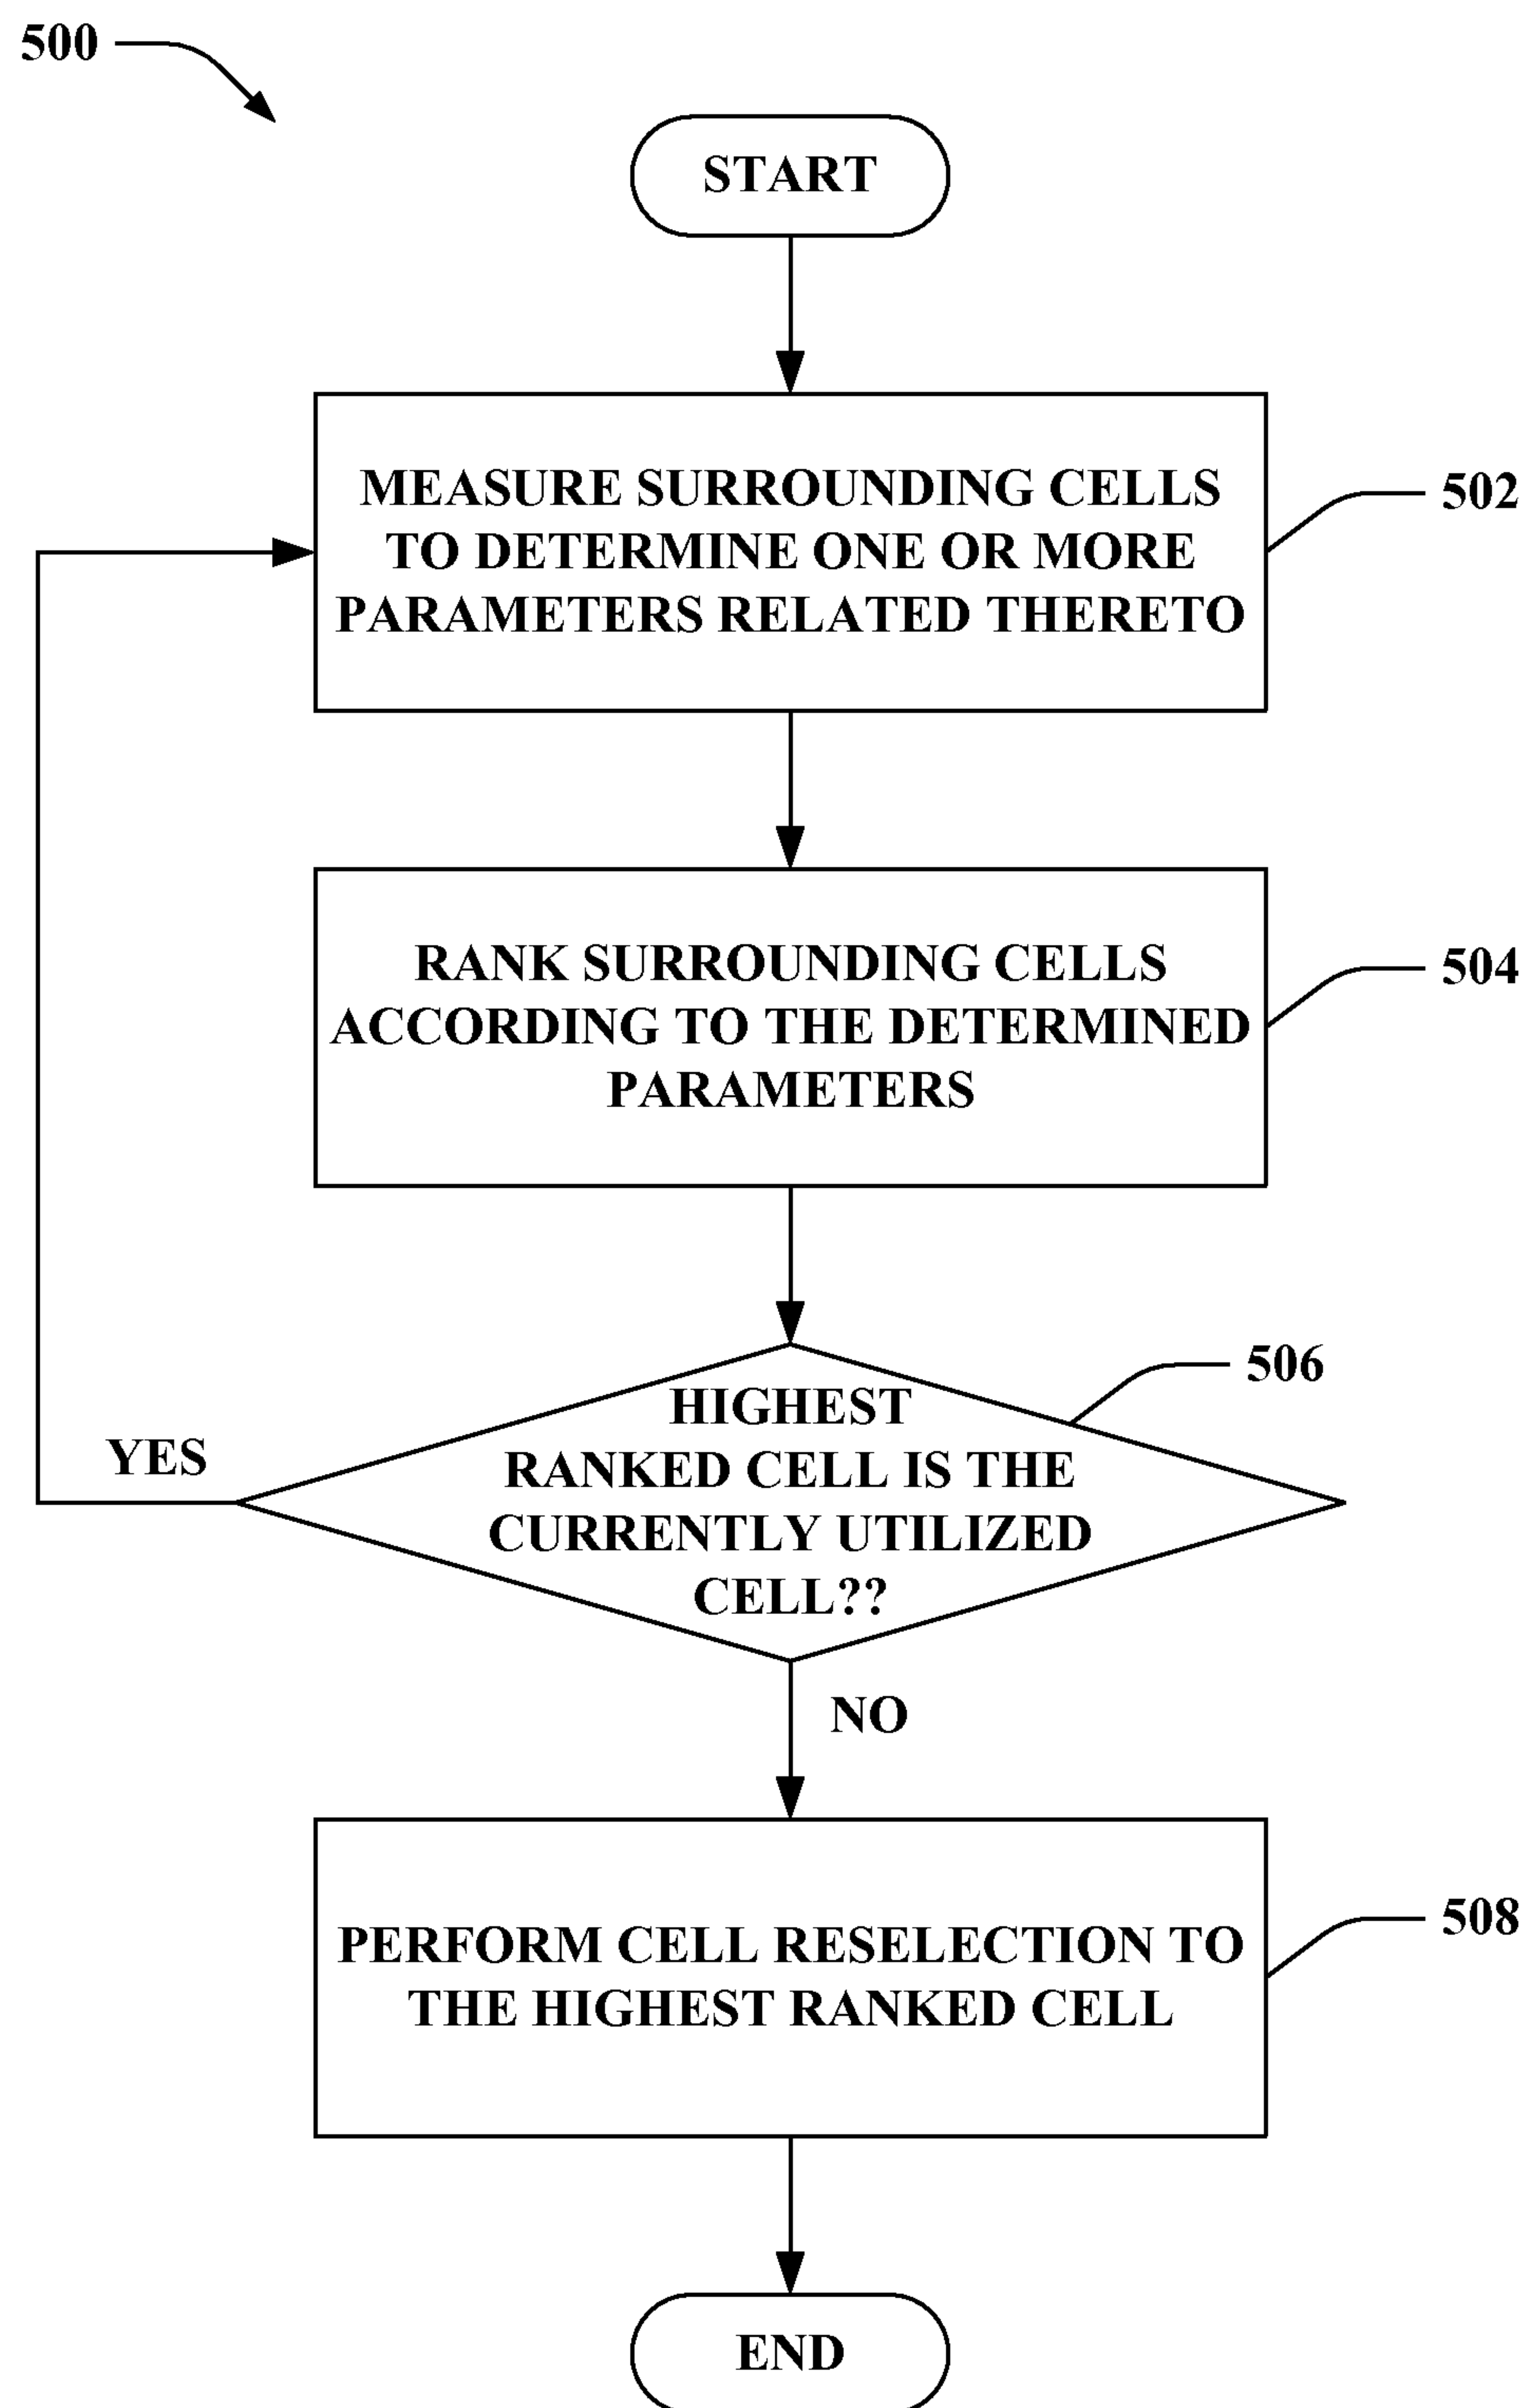 500
START
MEASURE SURROUNDING CELLS
TO DETERMINE ONE OR MORE
PARAMETERS RELATED THERETO
502
RANK SURROUNDING CELLS
ACCORDING TO THE DETERMINED
PARAMETERS
504
HIGHEST
RANKED CELL IS THE
CURRENTLY UTILIZED
CELL??
506
YES
NO
PERFORM CELL RESELECTION TO
THE HIGHEST RANKED CELL
508
END